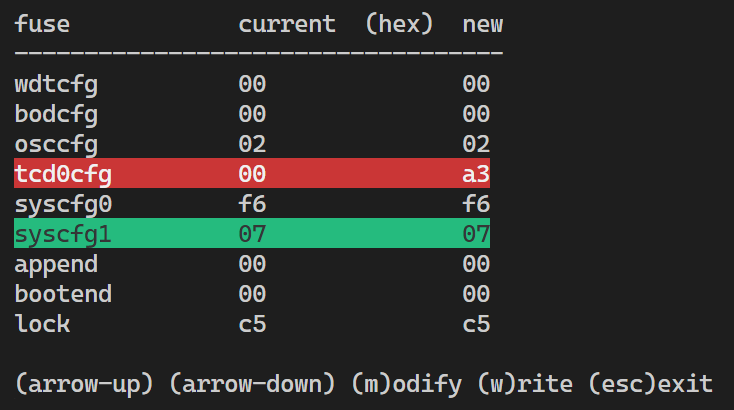 fuse            current  (hex)  new
-----------------------------------
wdtcfg          00              00
bodcfg          00              00
osccfg          02              02
tcd0cfg         00              a3
syscfg0         f6              f6
syscfg1         07              07
append          00              00
bootend         00              00
lock            c5              c5
(arrow-up) (arrow-down) (m)odify (w)rite (esc)exit